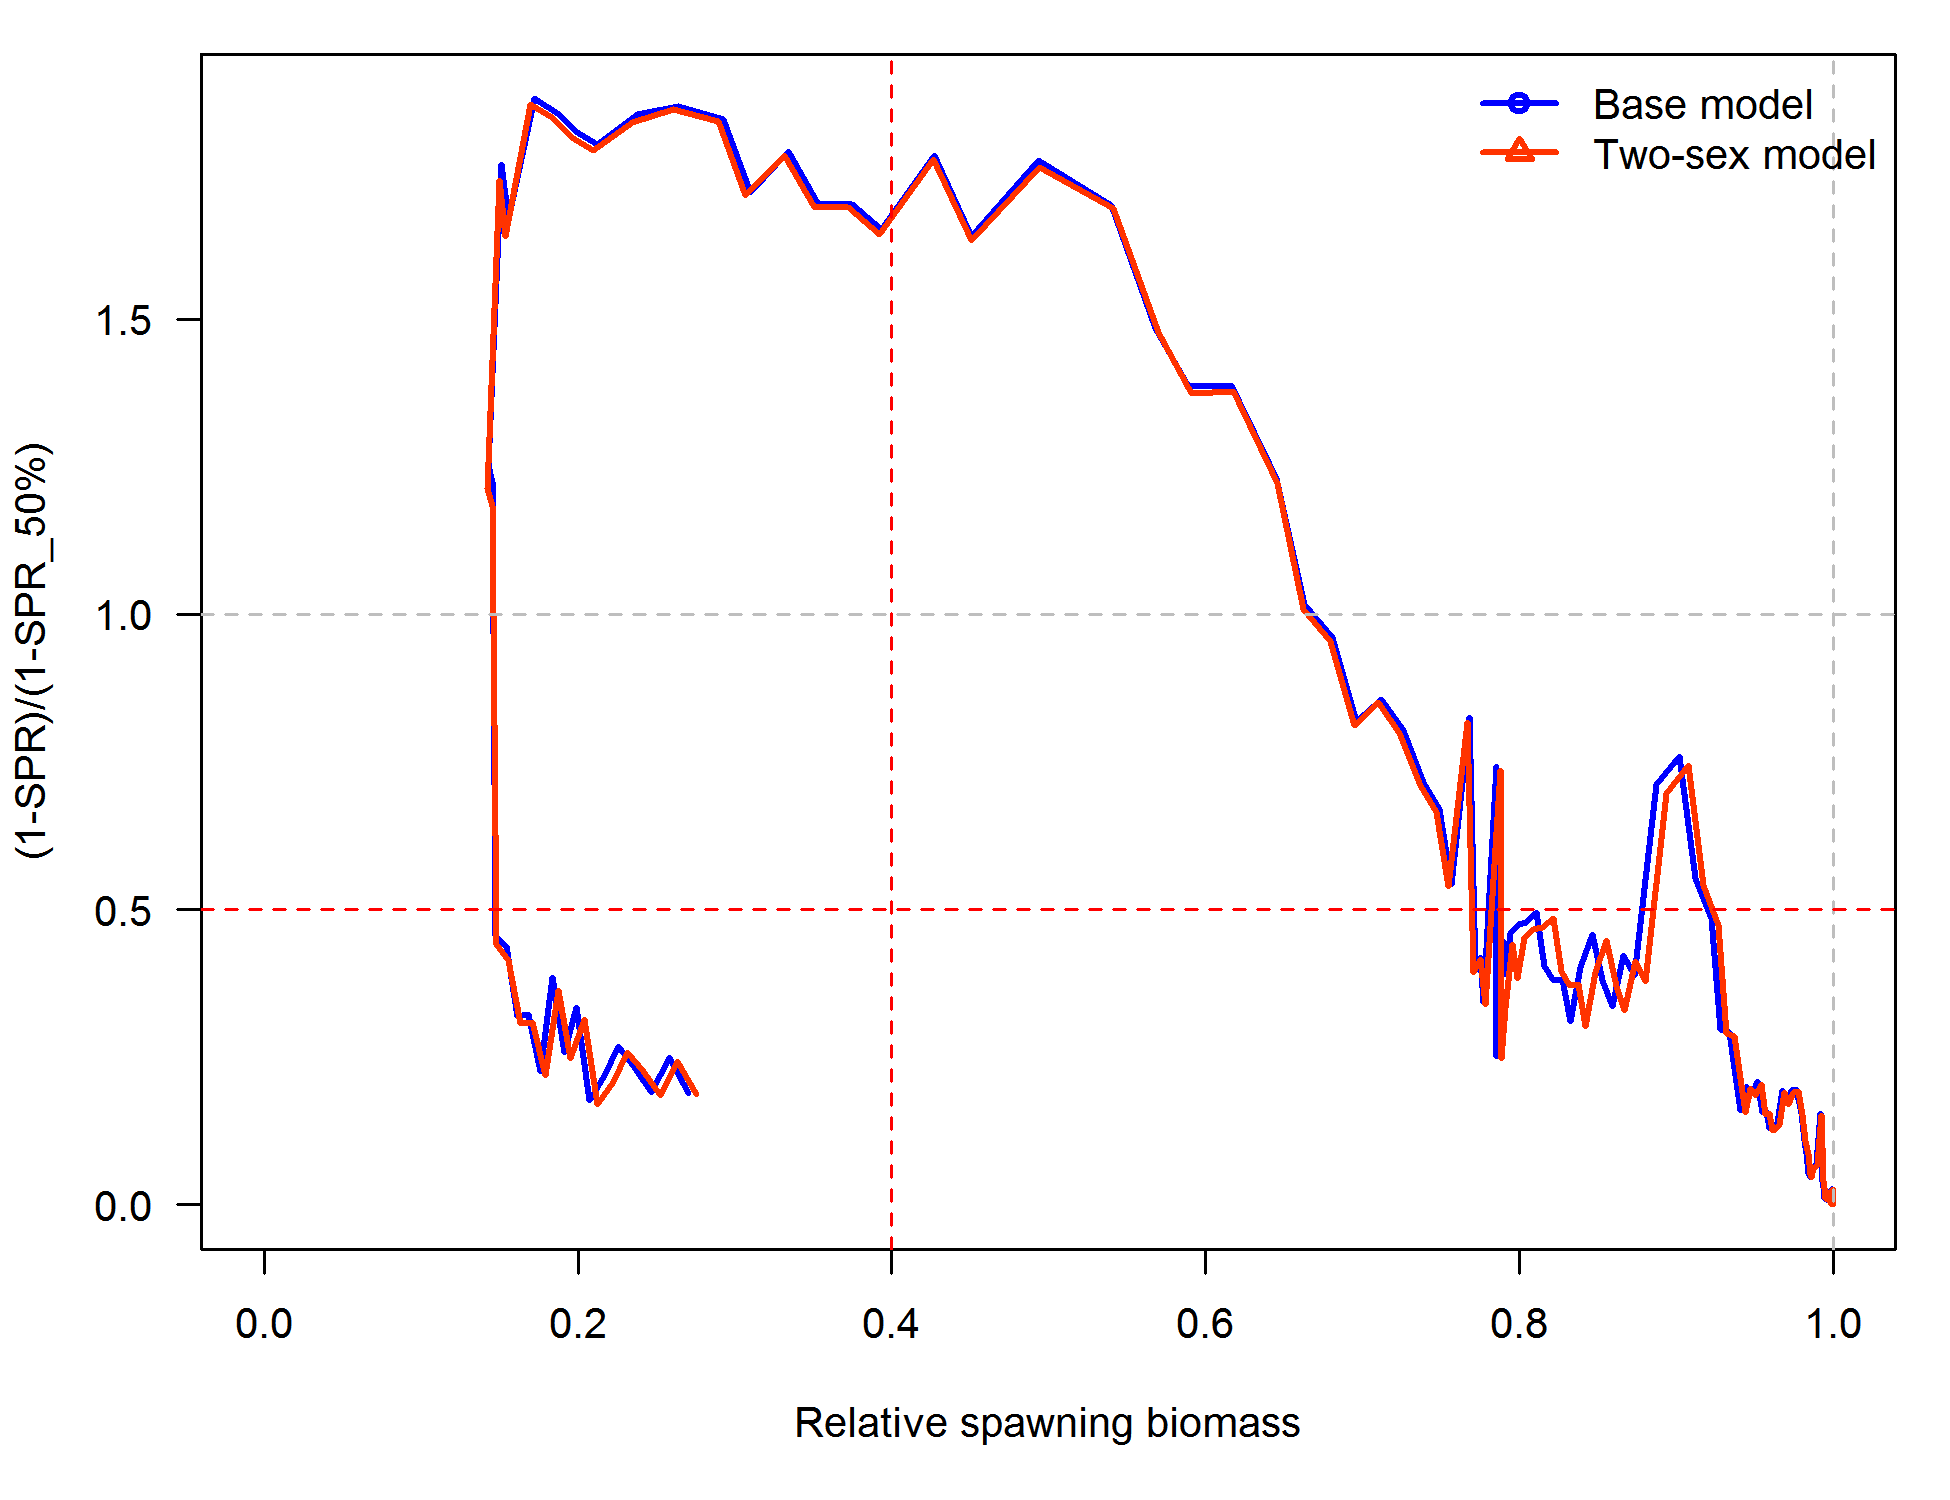 Base model
Two-sex model
(1-SPR)/(1-SPR_50%)
1.5
1.0
0.5
0.0
0.0 0.2 0.4 0.6 0.8 1.0
Relative spawning biomass